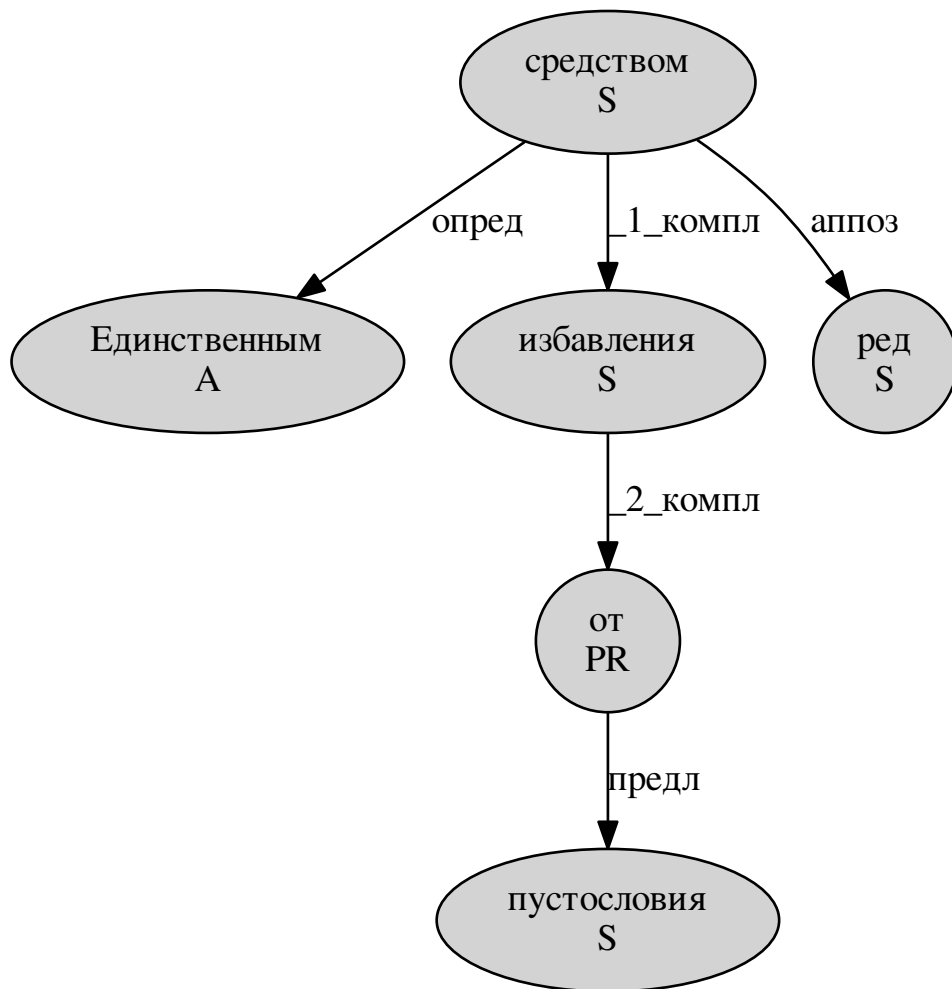 средством
S
опред
_1_компл
аппоз
Единственным
A
избавления
S
ред
S
_2_компл
от
PR
предл
пустословия
S